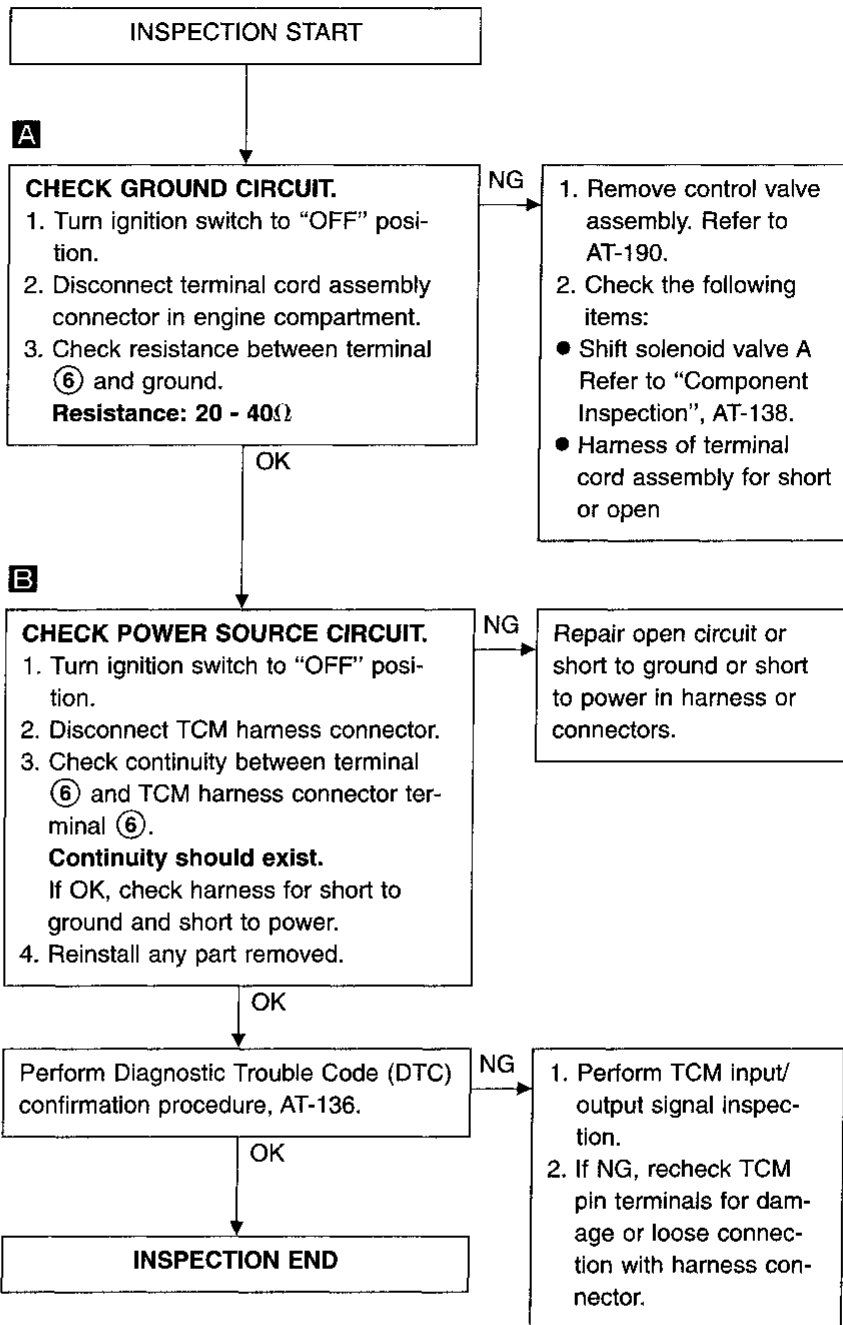 INSPECTION START
A
CHECK GROUND CIRCUIT.
1. Turn ignition switch to “OFF” posi-
tion.
2. Disconnect terminal cord assembly
connector in engine compartment.
3. Check resistance between terminal
⑥ and ground.
Resistance: 20 - 40Ω
NG
1. Remove control valve
assembly. Refer to
AT-190.
2. Check the following
items:
● Shift solenoid valve A
Refer to “Component
Inspection”, AT-138.
● Harness of terminal
cord assembly for short
or open
OK
B
CHECK POWER SOURCE CIRCUIT.
1. Turn ignition switch to “OFF” posi-
tion.
2. Disconnect TCM harness connector.
3. Check continuity between terminal
⑥ and TCM harness connector ter-
minal ⑥.
Continuity should exist.
If OK, check harness for short to
ground and short to power.
4. Reinstall any part removed.
NG
Repair open circuit or
short to ground or short
to power in harness or
connectors.
OK
Perform Diagnostic Trouble Code (DTC)
confirmation procedure, AT-136.
NG
1. Perform TCM input/
output signal inspec-
tion.
2. If NG, recheck TCM
pin terminals for dam-
age or loose connec-
tion with harness con-
nector.
OK
INSPECTION END